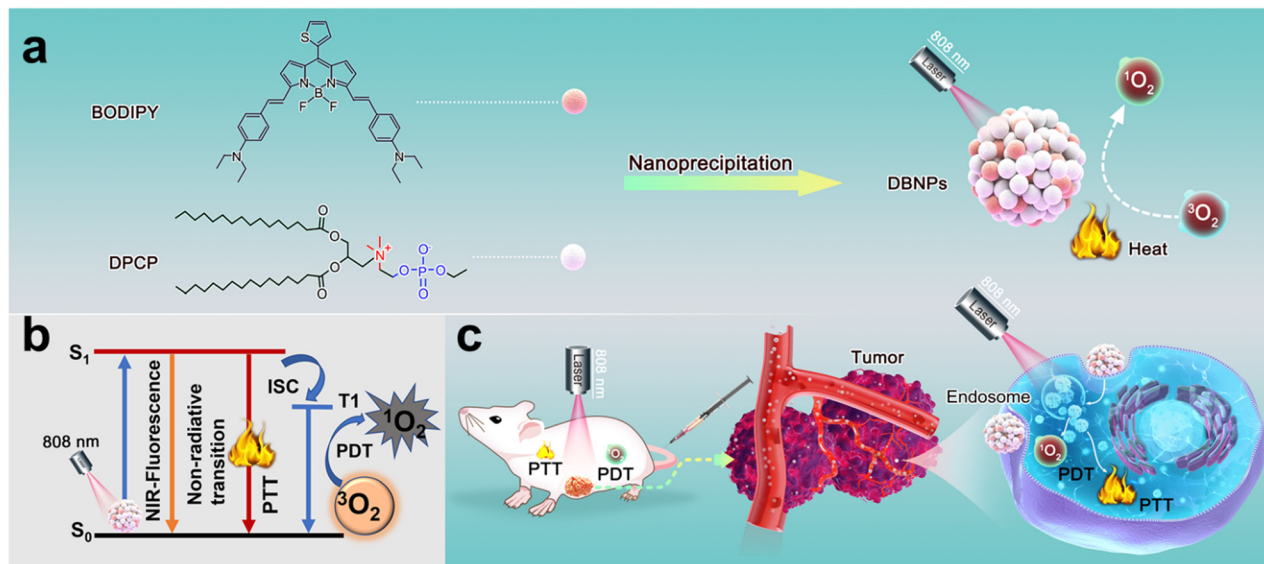 a
S
N
N
B
F
F
N
N
BODIPY
O
O
O
O
N⁺
O
P
O⁻
O
O
DPCP
Nanoprecipitation
808 nm
Laser
DBNPs
¹O₂
³O₂
Heat
b
S₁
ISC
T1
808 nm
NIR-Fluorescence
Non-radiative
transition
PTT
PDT
¹O₂
³O₂
S₀
c
808 nm
Laser
PTT
PDT
Tumor
808 nm
Laser
Endosome
¹O₂
PDT
PTT